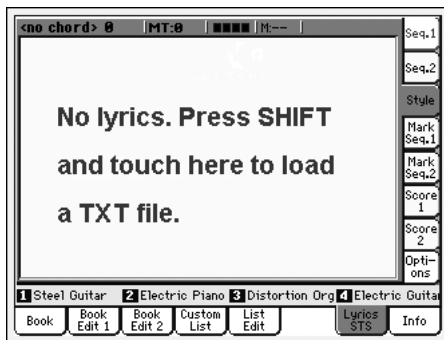 <no chord> 0 MT:0 M:--
No lyrics. Press SHIFT
and touch here to load
a TXT file.
Seq.1
Seq.2
Style
Mark
Seq.1
Mark
Seq.2
Score
1
Score
2
Opti-
ons
1 Steel Guitar 2 Electric Piano 3 Distortion Org 4 Electric Guitar
Book
Book
Edit 1
Book
Edit 2
Custom
List
List
Edit
Lyrics
STS
Info